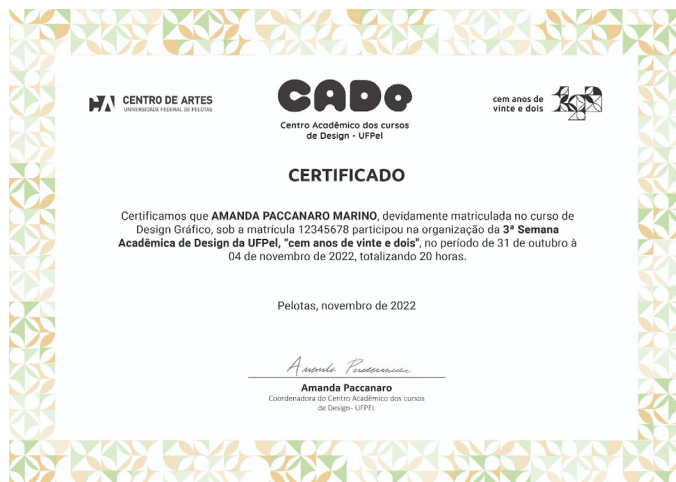 CENTRO DE ARTES
UNIVERSIDADE FEDERAL DE PELOTAS
CADe
Centro Acadêmico dos cursos
de Design - UFPel
cem anos de
vinte e dois
CERTIFICADO
Certificamos que AMANDA PACCANARO MARINO, devidamente matriculada no curso de
Design Gráfico, sob a matrícula 12345678 participou na organização da 3ª Semana
Acadêmica de Design da UFPel, "cem anos de vinte e dois", no período de 31 de outubro à
04 de novembro de 2022, totalizando 20 horas.
Pelotas, novembro de 2022
Amanda Paccanaro
Coordenadora do Centro Acadêmico dos cursos
de Design- UFPEL